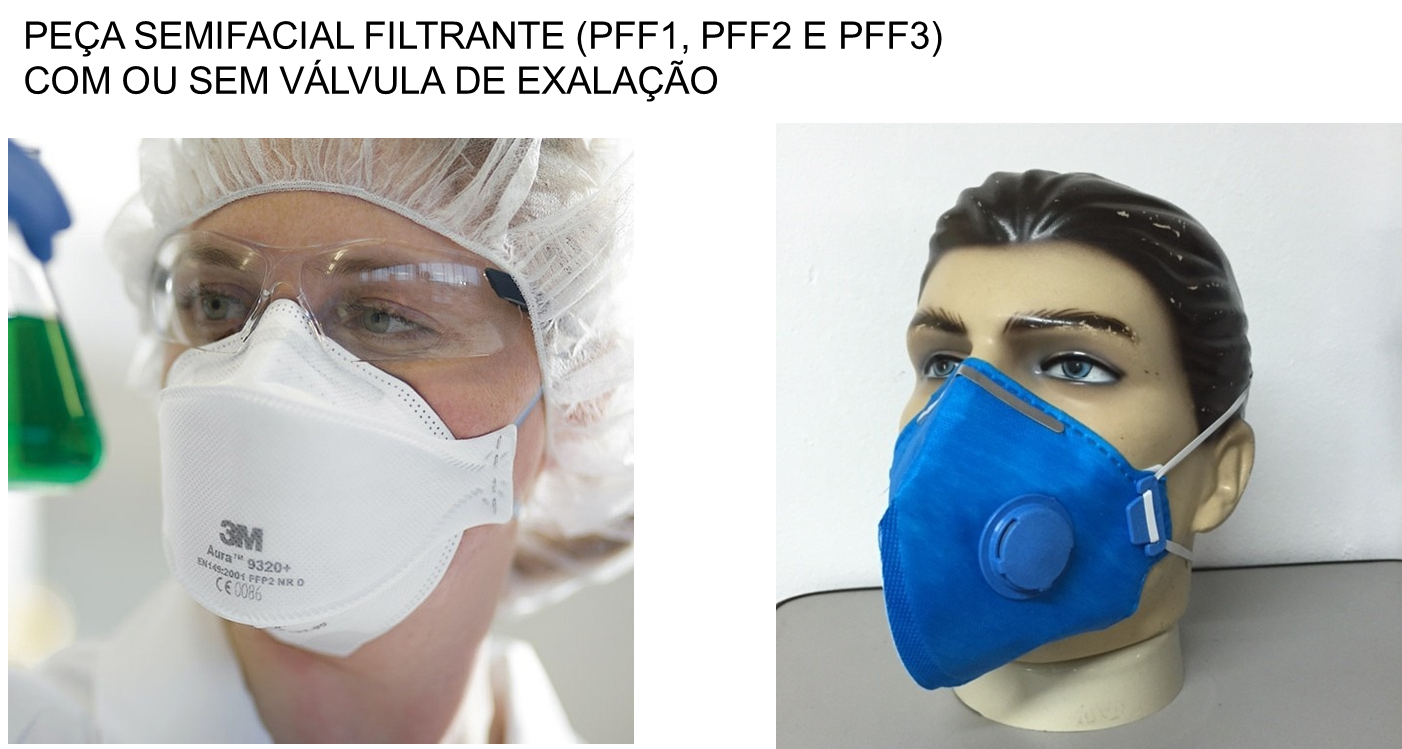 PEÇA SEMIFACIAL FILTRANTE (PFF1, PFF2 E PFF3)
COM OU SEM VÁLVULA DE EXALAÇÃO
3M
Aura™ 9320+
EN149:2001 FFP2 NR D
CE 0086